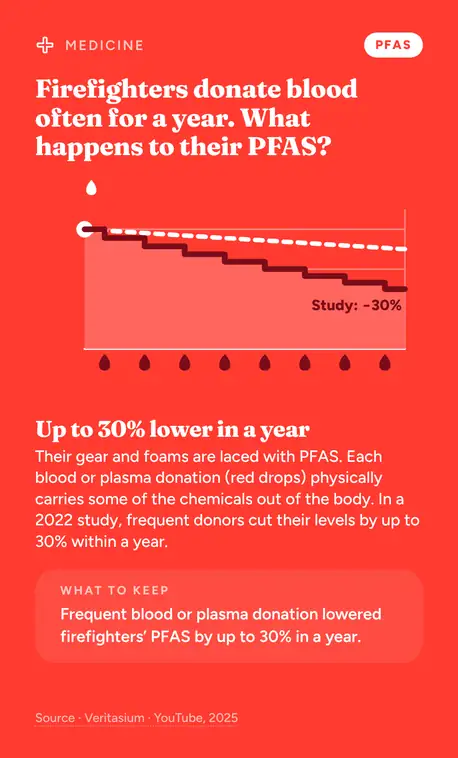 MEDICINE
PFAS
Firefighters donate blood
often for a year. What
happens to their PFAS?
Study: −30%
Up to 30% lower in a year
Their gear and foams are laced with PFAS. Each
blood or plasma donation (red drops) physically
carries some of the chemicals out of the body. In a
2022 study, frequent donors cut their levels by up to
30% within a year.
WHAT TO KEEP
Frequent blood or plasma donation lowered
firefighters’ PFAS by up to 30% in a year.
Source · Veritasium · YouTube, 2025